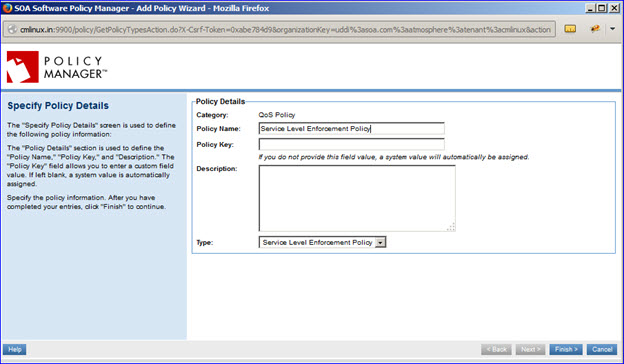 SOA Software Policy Manager - Add Policy Wizard - Mozilla Firefox
cmlinux.in:9900/policy/GetPolicyTypesAction.do?X-Csrf-Token=0xabe784d9&organizationKey=uddi%3asoa.com%3aatmosphere%3atenant%3acmlinux&action
POLICY
MANAGER™
Specify Policy Details
The "Specify Policy Details" screen is used to define
the following policy information:
The "Policy Details" section is used to define the
"Policy Name," "Policy Key," and "Description." The
"Policy Key" field allows you to enter a custom field
value. If left blank, a system value is automatically
assigned.
Specify the policy information. After you have
completed your entries, click "Finish" to continue.
Policy Details
Category: QoS Policy
Policy Name: Service Level Enforcement Policy
Policy Key:
If you do not provide this field value, a system value will automatically be assigned.
Description:
Type: Service Level Enforcement Policy
Help
< Back Next > Finish > Cancel